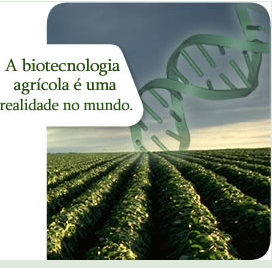 A biotecnologia
agrícola é uma
realidade no mundo.